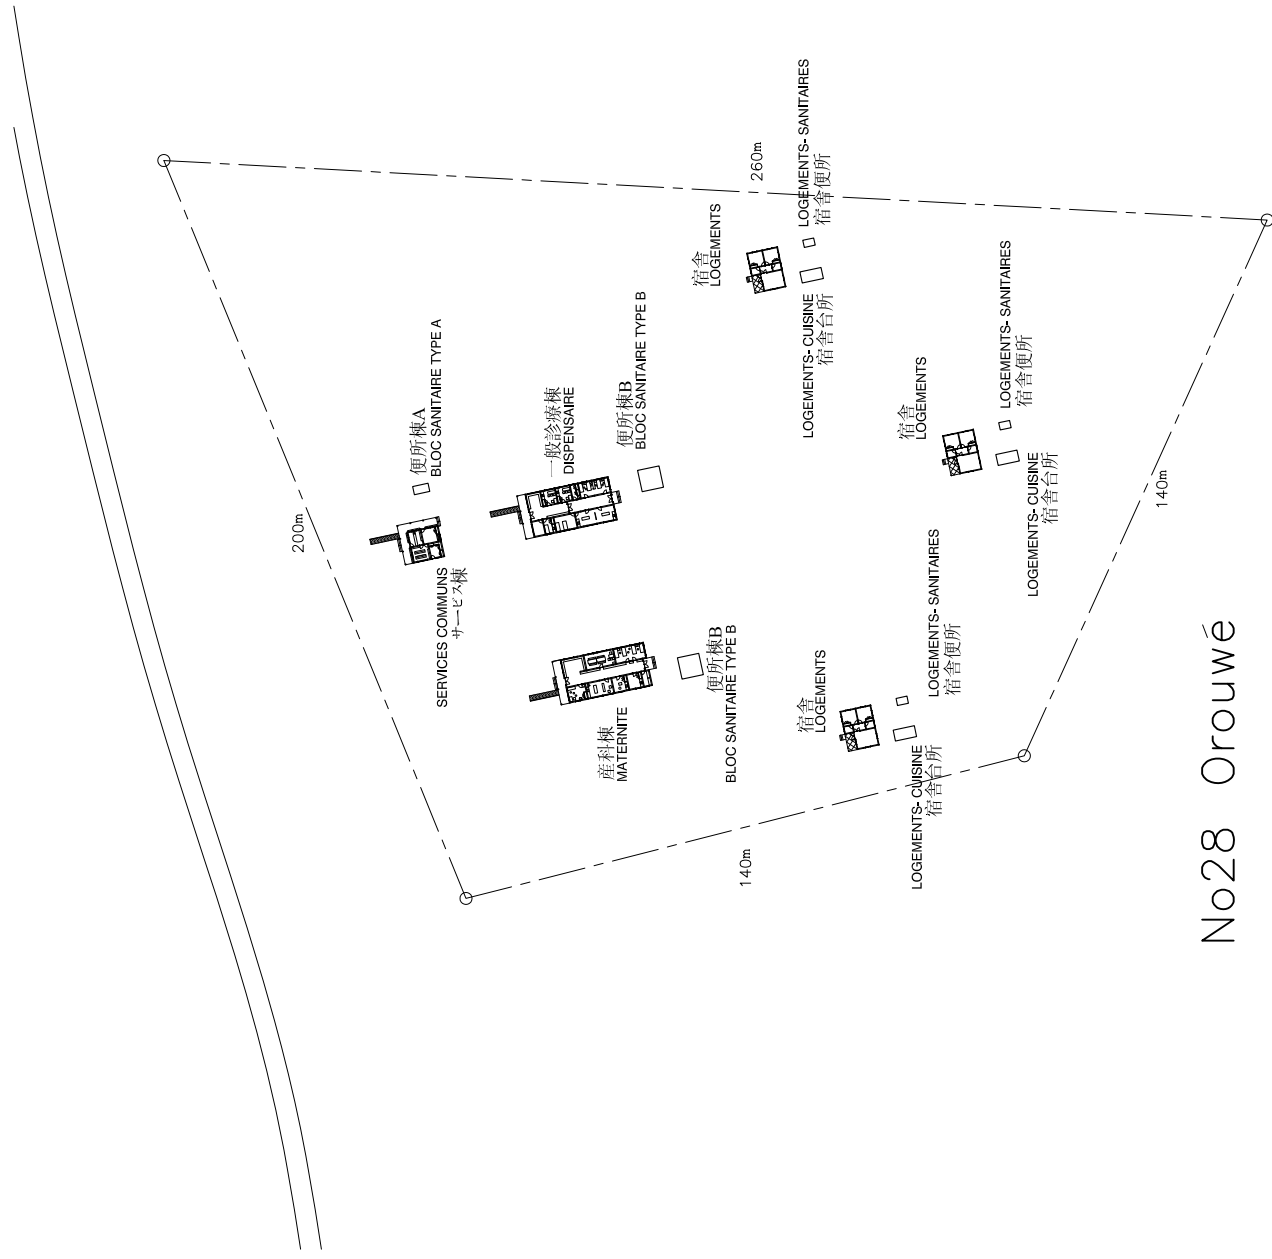 260m
LOGEMENTS- SANITAIRES
宿舎便所
宿舎
LOGEMENTS
LOGEMENTS- CUISINE
宿舎台所
便所棟A
BLOC SANITAIRE TYPE A
一般診療棟
DISPENSAIRE
便所棟B
BLOC SANITAIRE TYPE B
200m
SERVICES COMMUNS
サービス棟
宿舎
LOGEMENTS
LOGEMENTS- SANITAIRES
宿舎便所
LOGEMENTS- CUISINE
宿舎台所
140m
産科棟
MATERNITE
便所棟B
BLOC SANITAIRE TYPE B
宿舎
LOGEMENTS
LOGEMENTS- SANITAIRES
宿舎便所
LOGEMENTS- CUISINE
宿舎台所
140m
No28 Orouwé